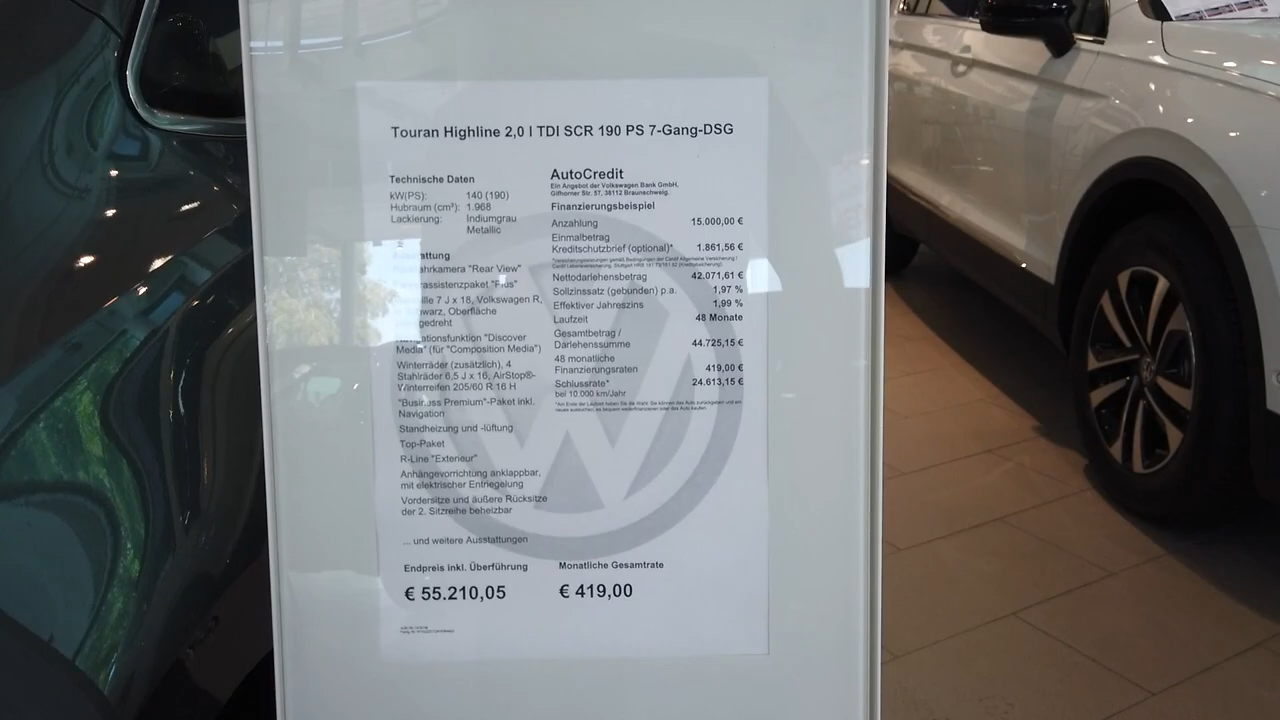 Touran Highline 2,0 l TDI SCR 190 PS 7-Gang-DSG
Technische Daten
kW(PS): 140 (190)
Hubraum (cm³): 1.968
Lackierung: Indiumgrau
Metallic
"Rear View"
"Plus"
7 J x 18, Volkswagen R,
Oberfläche
"Discover
Media" (für "Composition Media")
Winterräder (zusätzlich), 4
Stahlräder 6,5 J x 16, AirStop®-
Winterreifen 205/60 R 16 H
"Business Premium"-Paket inkl.
Navigation
Standheizung und -lüftung
Top-Paket
R-Line "Exterieur"
Anhängevorrichtung anklappbar,
mit elektrischer Entriegelung
Vordersitze und äußere Rücksitze
der 2. Sitzreihe beheizbar
... und weitere Ausstattungen
Endpreis inkl. Überführung
€ 55.210,05
AutoCredit
Ein Angebot der Volkswagen Bank GmbH,
Gifhorner Str. 57, 38112 Braunschweig.
Finanzierungsbeispiel
Anzahlung 15.000,00 €
Einmalbetrag
Kreditschutzbrief (optional)* 1.861,56 €
Nettodarlehensbetrag 42.071,61 €
Sollzinssatz (gebunden) p.a. 1,97 %
Effektiver Jahreszins 1,99 %
Laufzeit 48 Monate
Gesamtbetrag /
Darlehenssumme 44.725,15 €
48 monatliche
Finanzierungsraten 419,00 €
Schlussrate* 24.613,15 €
bei 10.000 km/Jahr
Monatliche Gesamtrate
€ 419,00